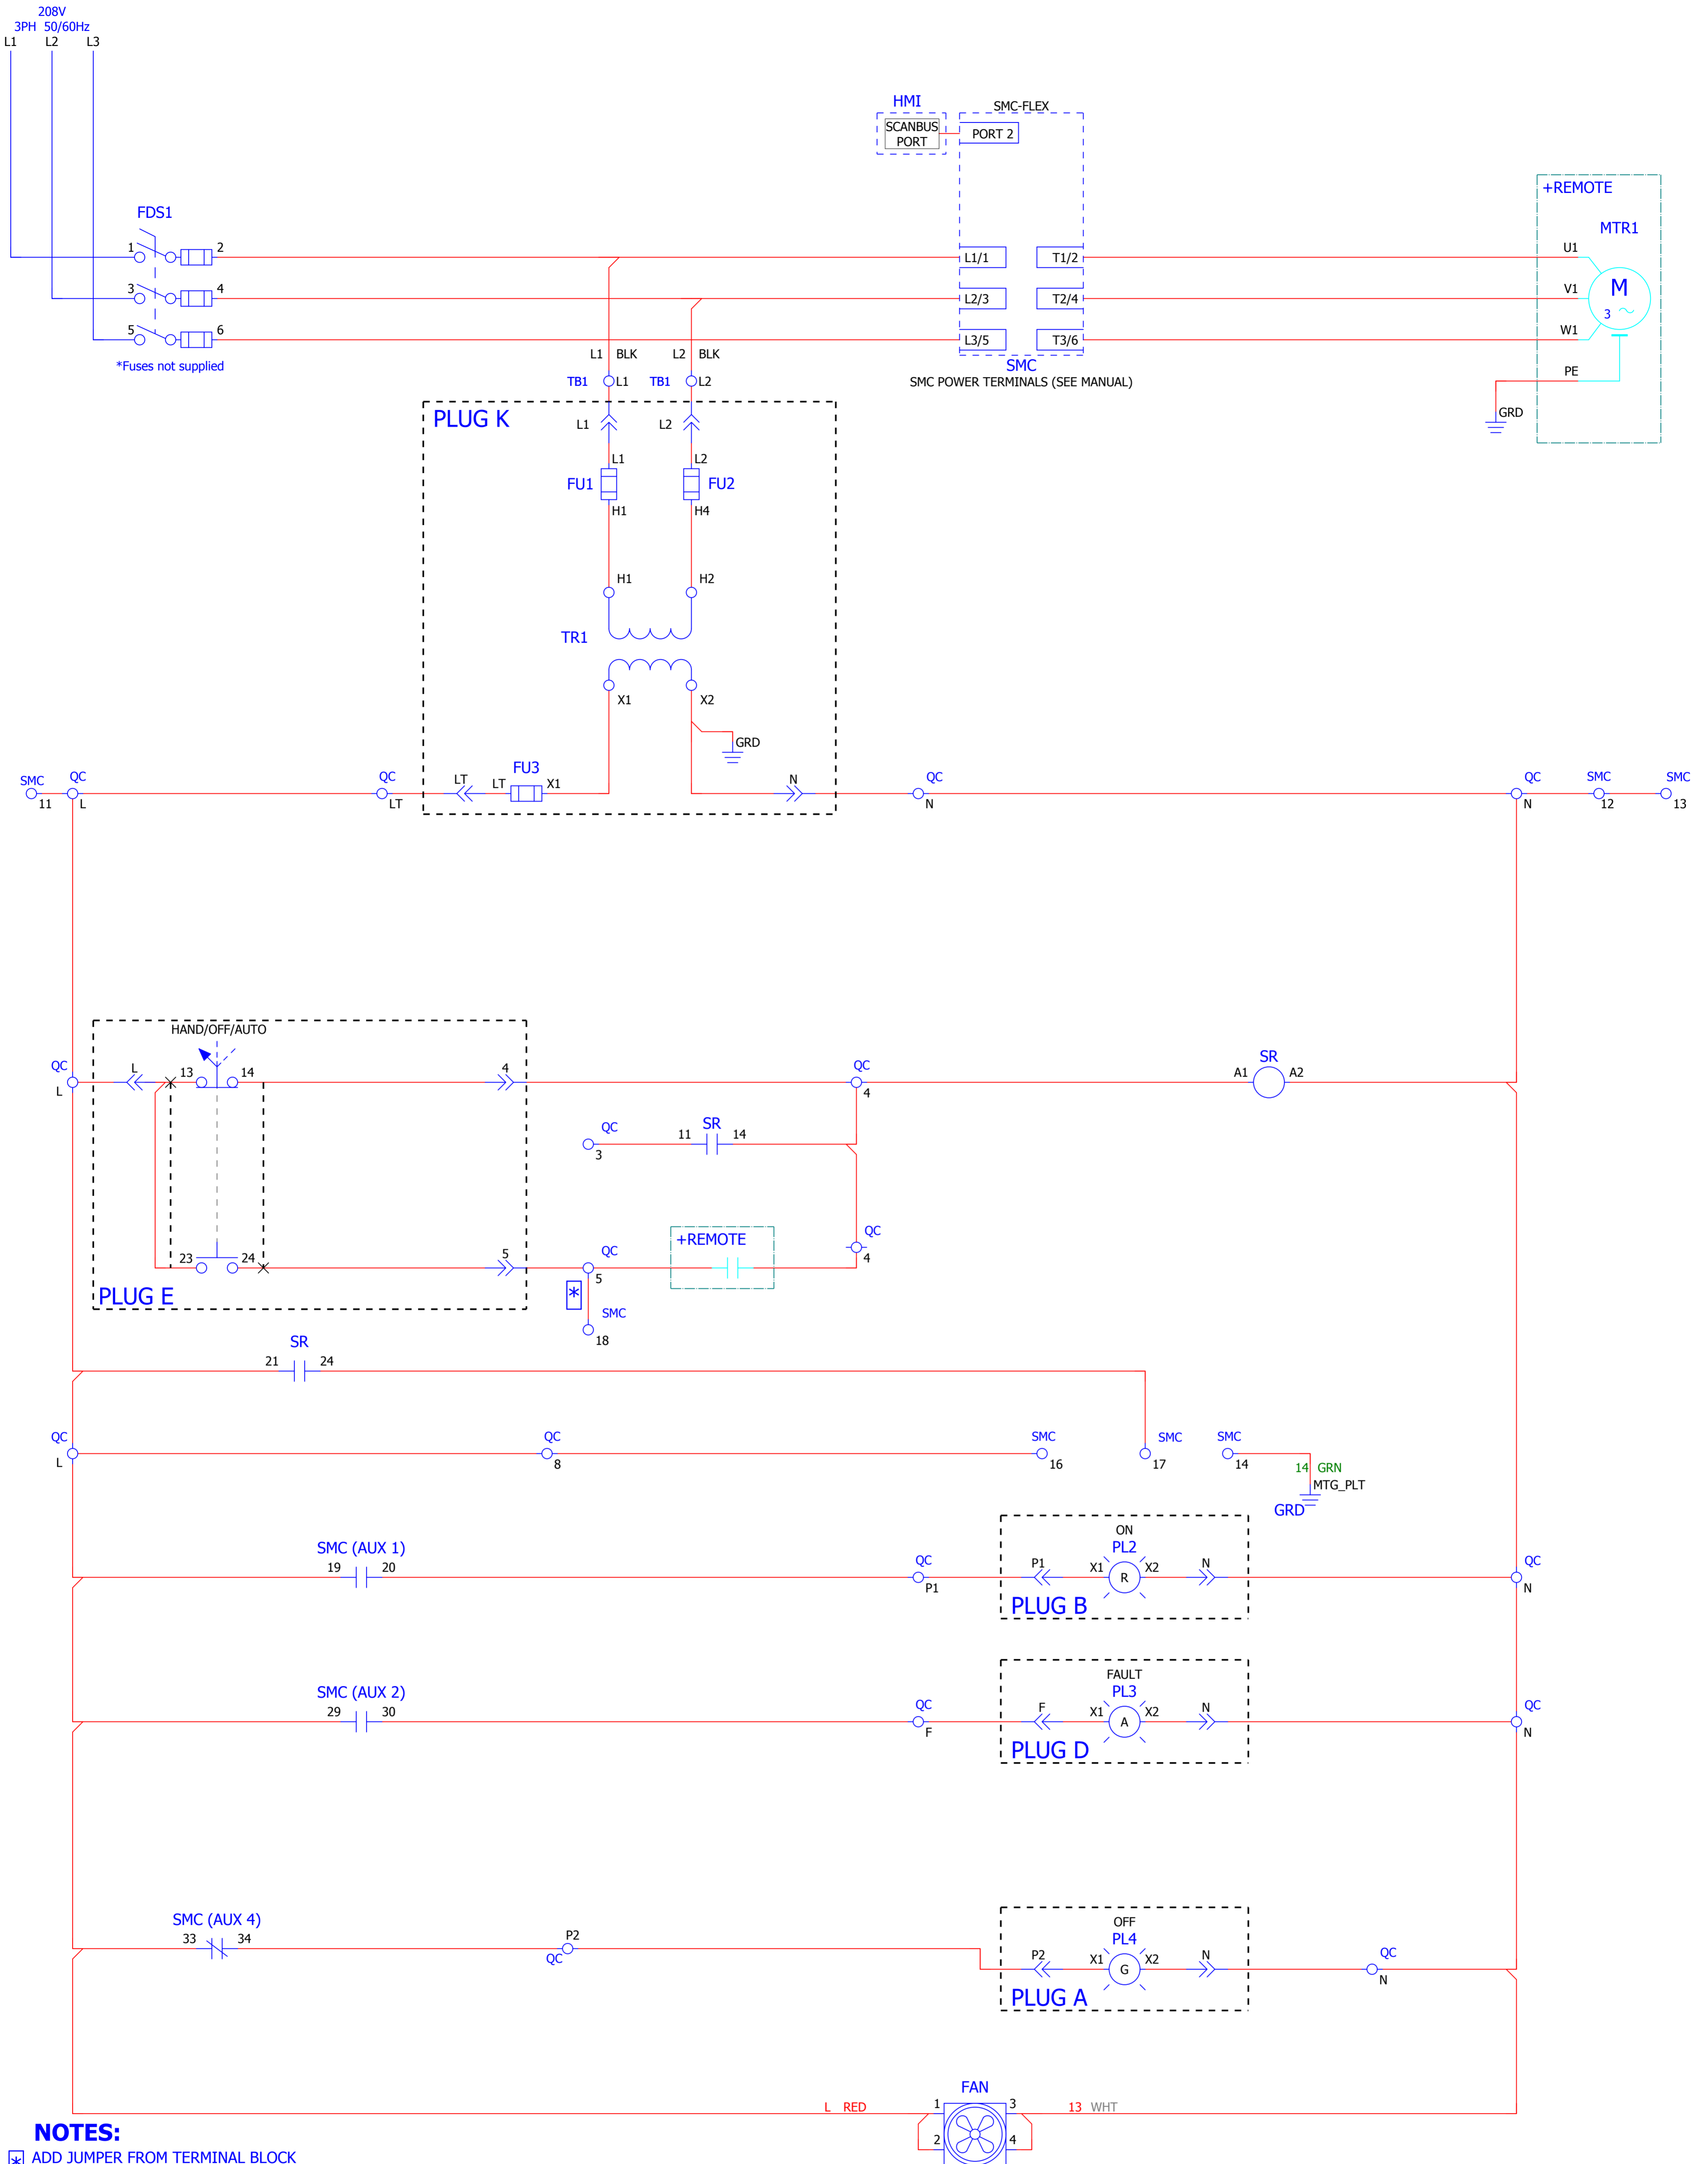 208V
3PH 50/60Hz
L1 L2 L3
HMI
SMC-FLEX
SCANBUS
PORT
PORT 2
+REMOTE
MTR1
FDS1
1 2
L1/1 T1/2
U1
3 4
L2/3 T2/4
V1
M
3
5 6
L3/5 T3/6
W1
*Fuses not supplied
L1 BLK L2 BLK
SMC
SMC POWER TERMINALS (SEE MANUAL)
PE
GRD
TB1 L1 TB1 L2
PLUG K
L1 L2
L1 L2
FU1 FU2
H1 H4
H1 H2
TR1
X1 X2
GRD
SMC QC QC LT LT FU3 X1 N QC QC SMC SMC
11 L LT N N 12 13
HAND/OFF/AUTO
QC L 13 14 4 QC SR
A1 A2
L 4
QC 11 SR 14
3
QC
4
+REMOTE
23 24 5 QC
5
PLUG E
*
SMC
18
SR
21 24
QC QC SMC SMC SMC
L 8 16 17 14
14 GRN
MTG_PLT
GRD
ON
SMC (AUX 1) PL2
19 20 QC P1 X1 R X2 N QC
P1 N
PLUG B
FAULT
SMC (AUX 2) PL3
29 30 QC F X1 A X2 N QC
F N
PLUG D
OFF
SMC (AUX 4) PL4
33 34 P2
QC
P2 X1 G X2 N QC
N
PLUG A
FAN
L RED 1 3 13 WHT
2 4
NOTES:
* ADD JUMPER FROM TERMINAL BLOCK